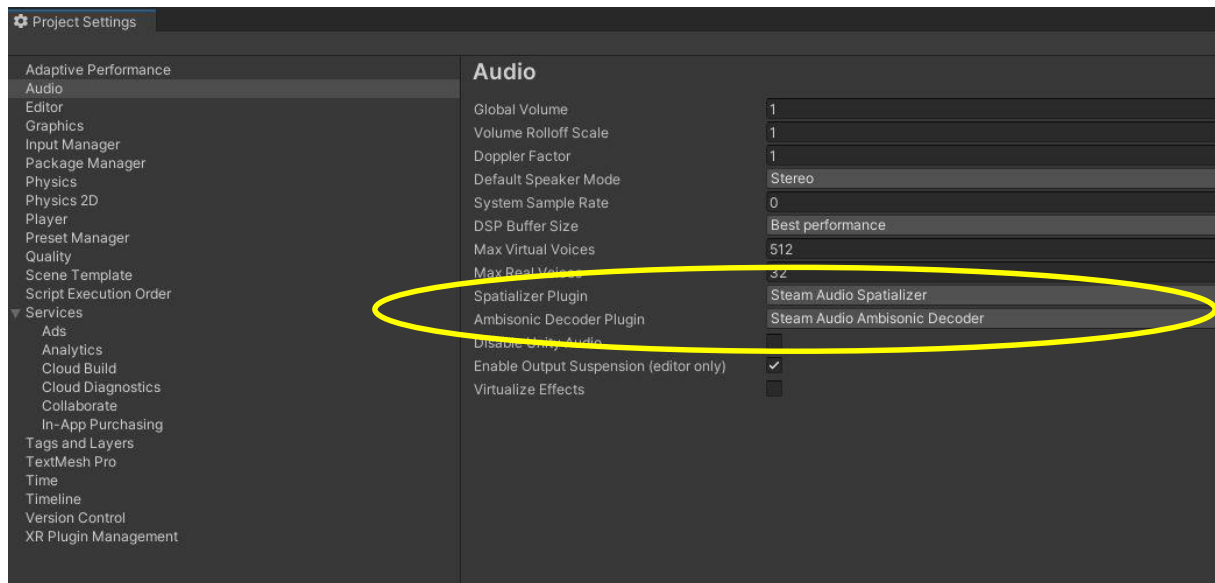 Project Settings
Adaptive Performance
Audio
Editor
Graphics
Input Manager
Package Manager
Physics
Physics 2D
Player
Preset Manager
Quality
Scene Template
Script Execution Order
Services
Ads
Analytics
Cloud Build
Cloud Diagnostics
Collaborate
In-App Purchasing
Tags and Layers
TextMesh Pro
Time
Timeline
Version Control
XR Plugin Management
Audio
Global Volume 1
Volume Rolloff Scale 1
Doppler Factor 1
Default Speaker Mode Stereo
System Sample Rate 0
DSP Buffer Size Best performance
Max Virtual Voices 512
Max Real Voices 32
Spatializer Plugin Steam Audio Spatializer
Ambisonic Decoder Plugin Steam Audio Ambisonic Decoder
Disable Unity Audio
Enable Output Suspension (editor only)
Virtualize Effects